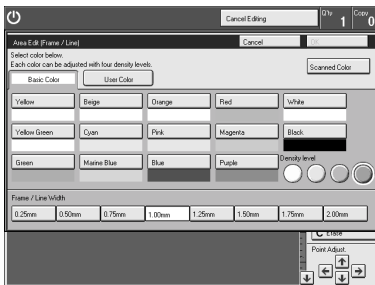 Cancel Editing
Q'ty 1
Copy 0
Area Edit (Frame / Line)
Cancel
OK
Select color below.
Each color can be adjusted with four density levels.
Scanned Color
Basic Color
User Color
Yellow
Beige
Orange
Red
White
Yellow Green
Cyan
Pink
Magenta
Black
Green
Marine Blue
Blue
Purple
Density level
Frame / Line Width
0.25mm
0.50mm
0.75mm
1.00mm
1.25mm
1.50mm
1.75mm
2.00mm
C Erase
Point Adjust.